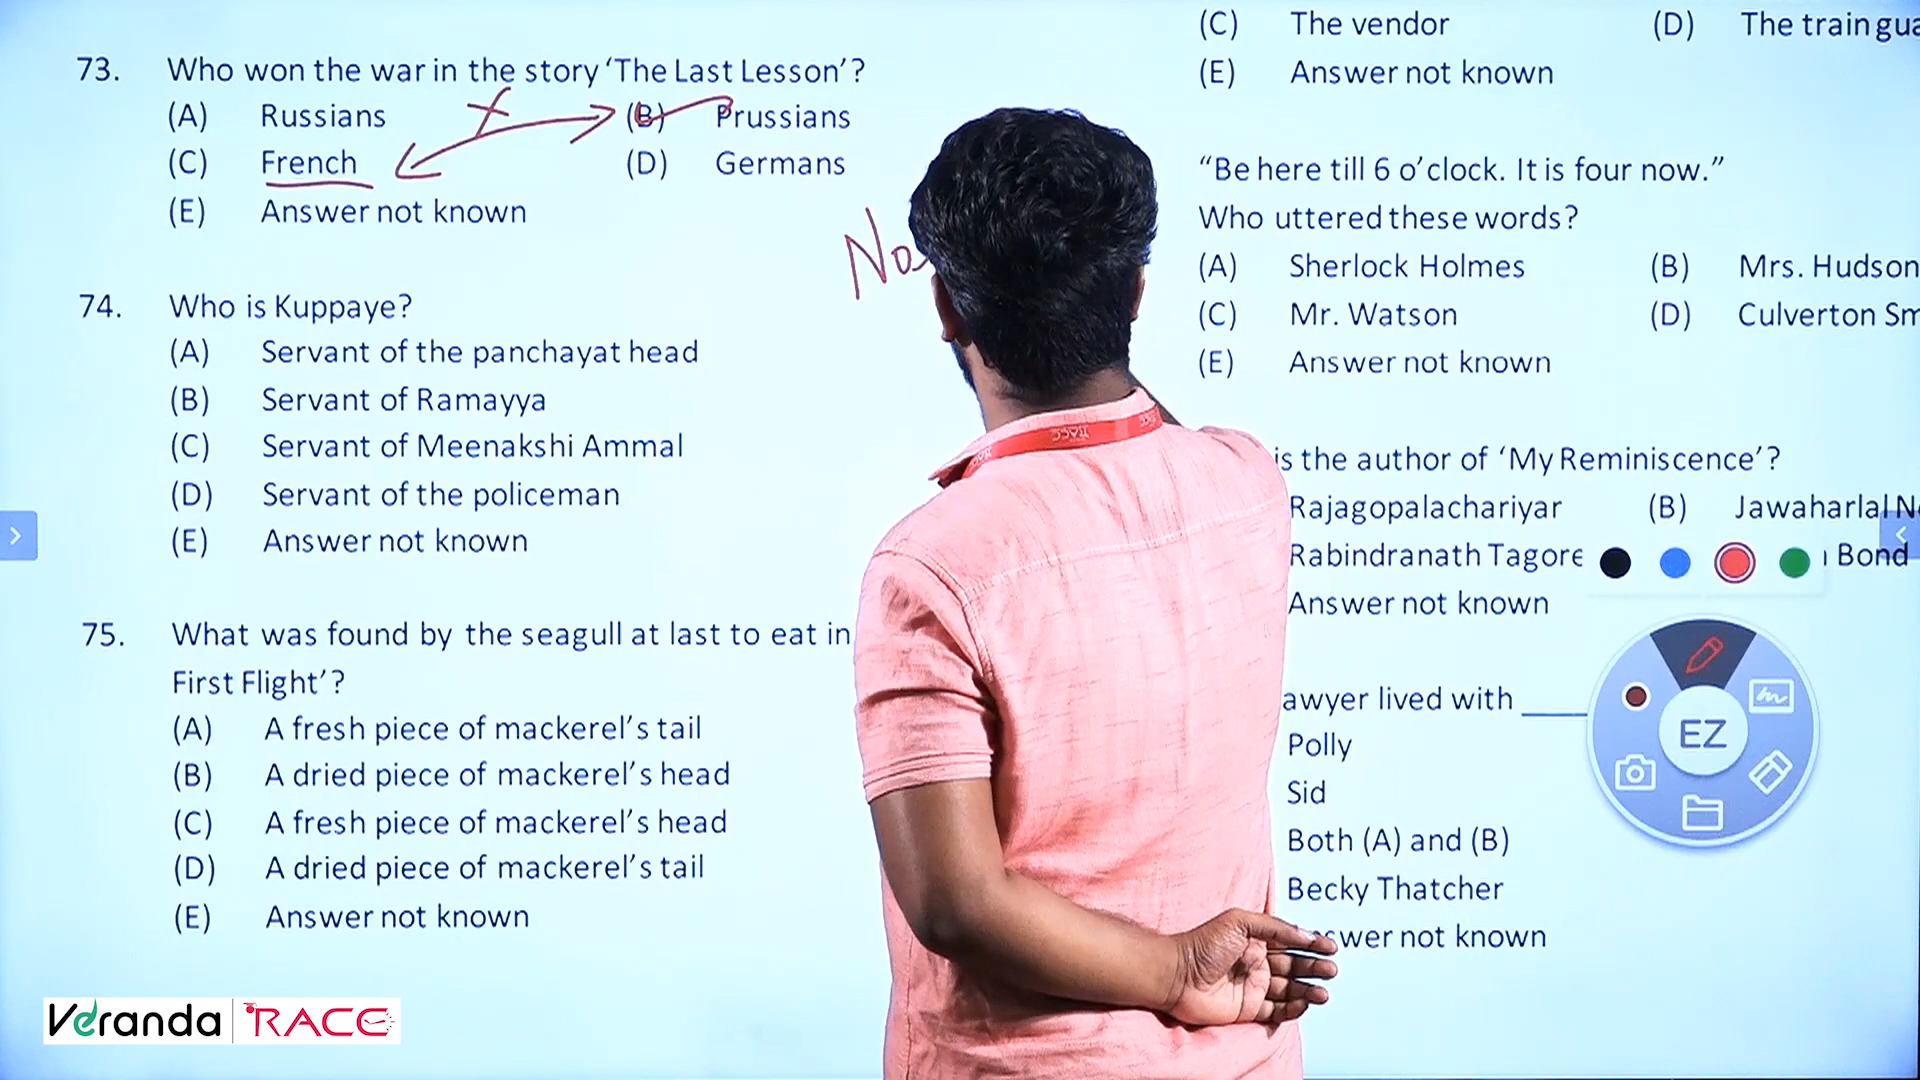 73. Who won the war in the story ‘The Last Lesson’?
(A) Russians (B) Prussians
(C) French (D) Germans
(E) Answer not known
No
74. Who is Kuppaye?
(A) Servant of the panchayat head
(B) Servant of Ramayya
(C) Servant of Meenakshi Ammal
(D) Servant of the policeman
(E) Answer not known
75. What was found by the seagull at last to eat in
First Flight’?
(A) A fresh piece of mackerel’s tail
(B) A dried piece of mackerel’s head
(C) A fresh piece of mackerel’s head
(D) A dried piece of mackerel’s tail
(E) Answer not known
(C) The vendor (D) The train
(E) Answer not known
“Be here till 6 o’clock. It is four now.”
Who uttered these words?
(A) Sherlock Holmes (B) Mrs. Hudson
(C) Mr. Watson (D) Culverton
(E) Answer not known
is the author of ‘My Reminiscence’?
Rajagopalachariyar (B) Jawaharlal
Rabindranath Tagore Bond
Answer not known
lived with
Polly
Sid
Both (A) and (B)
Becky Thatcher
not known
EZ
Veranda RACE